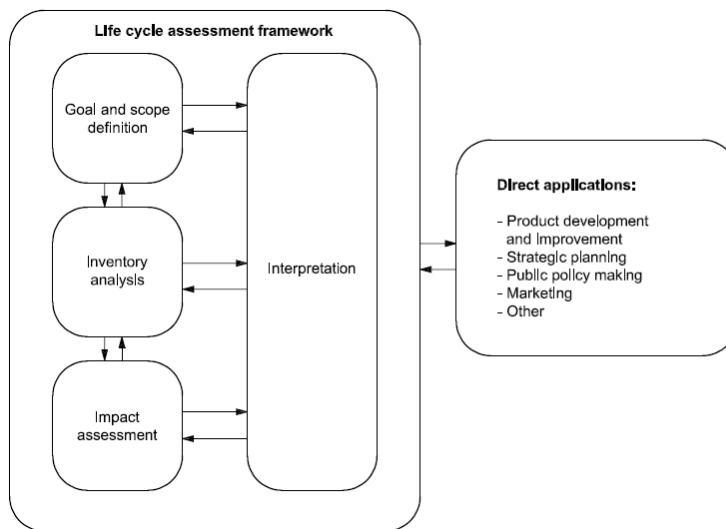 Life cycle assessment framework
Goal and scope
definition
Inventory
analysis
Impact
assessment
Interpretation
Direct applications:
- Product development
and improvement
- Strategic planning
- Public policy making
- Marketing
- Other